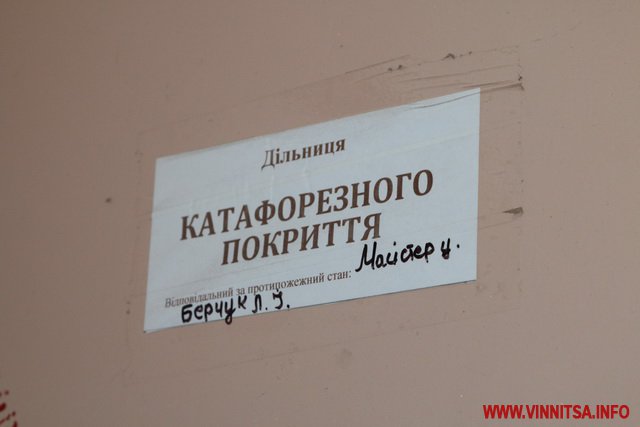 Дільниця
КАТАФОРЕЗНОГО
ПОКРИТТЯ
Відповідальний за протипожежний стан: Майстер ц.
Берчук Л. І.
WWW.VINNITSA.INFO